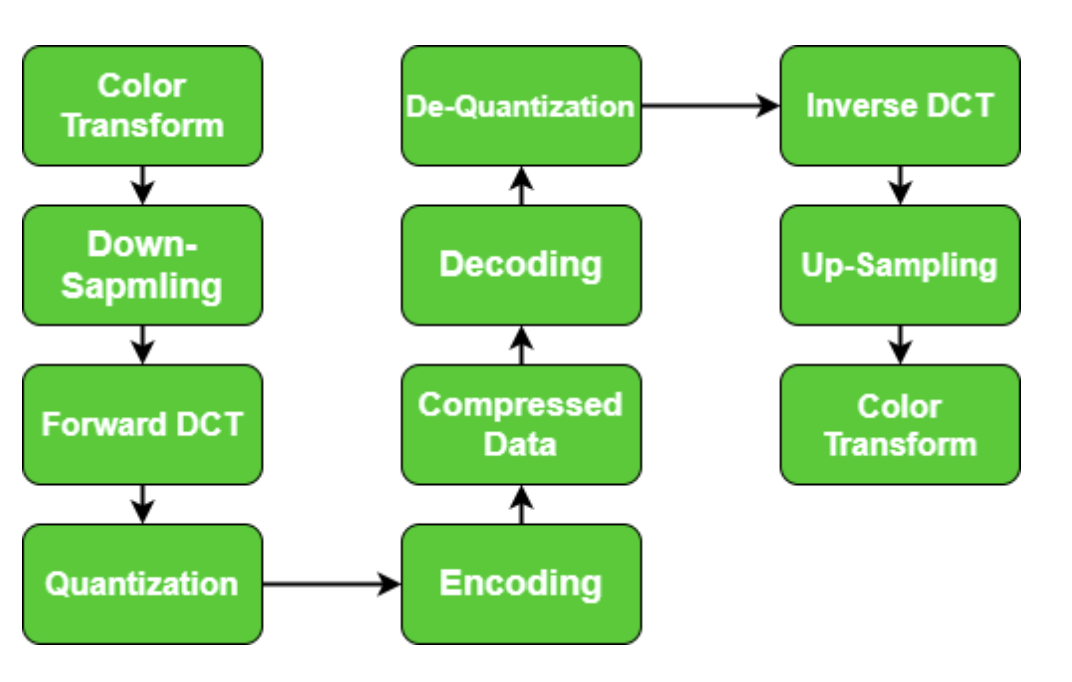 Color
Transform
Down-
Sapmling
Forward DCT
Quantization
De-Quantization
Decoding
Compressed
Data
Encoding
Inverse DCT
Up-Sampling
Color
Transform